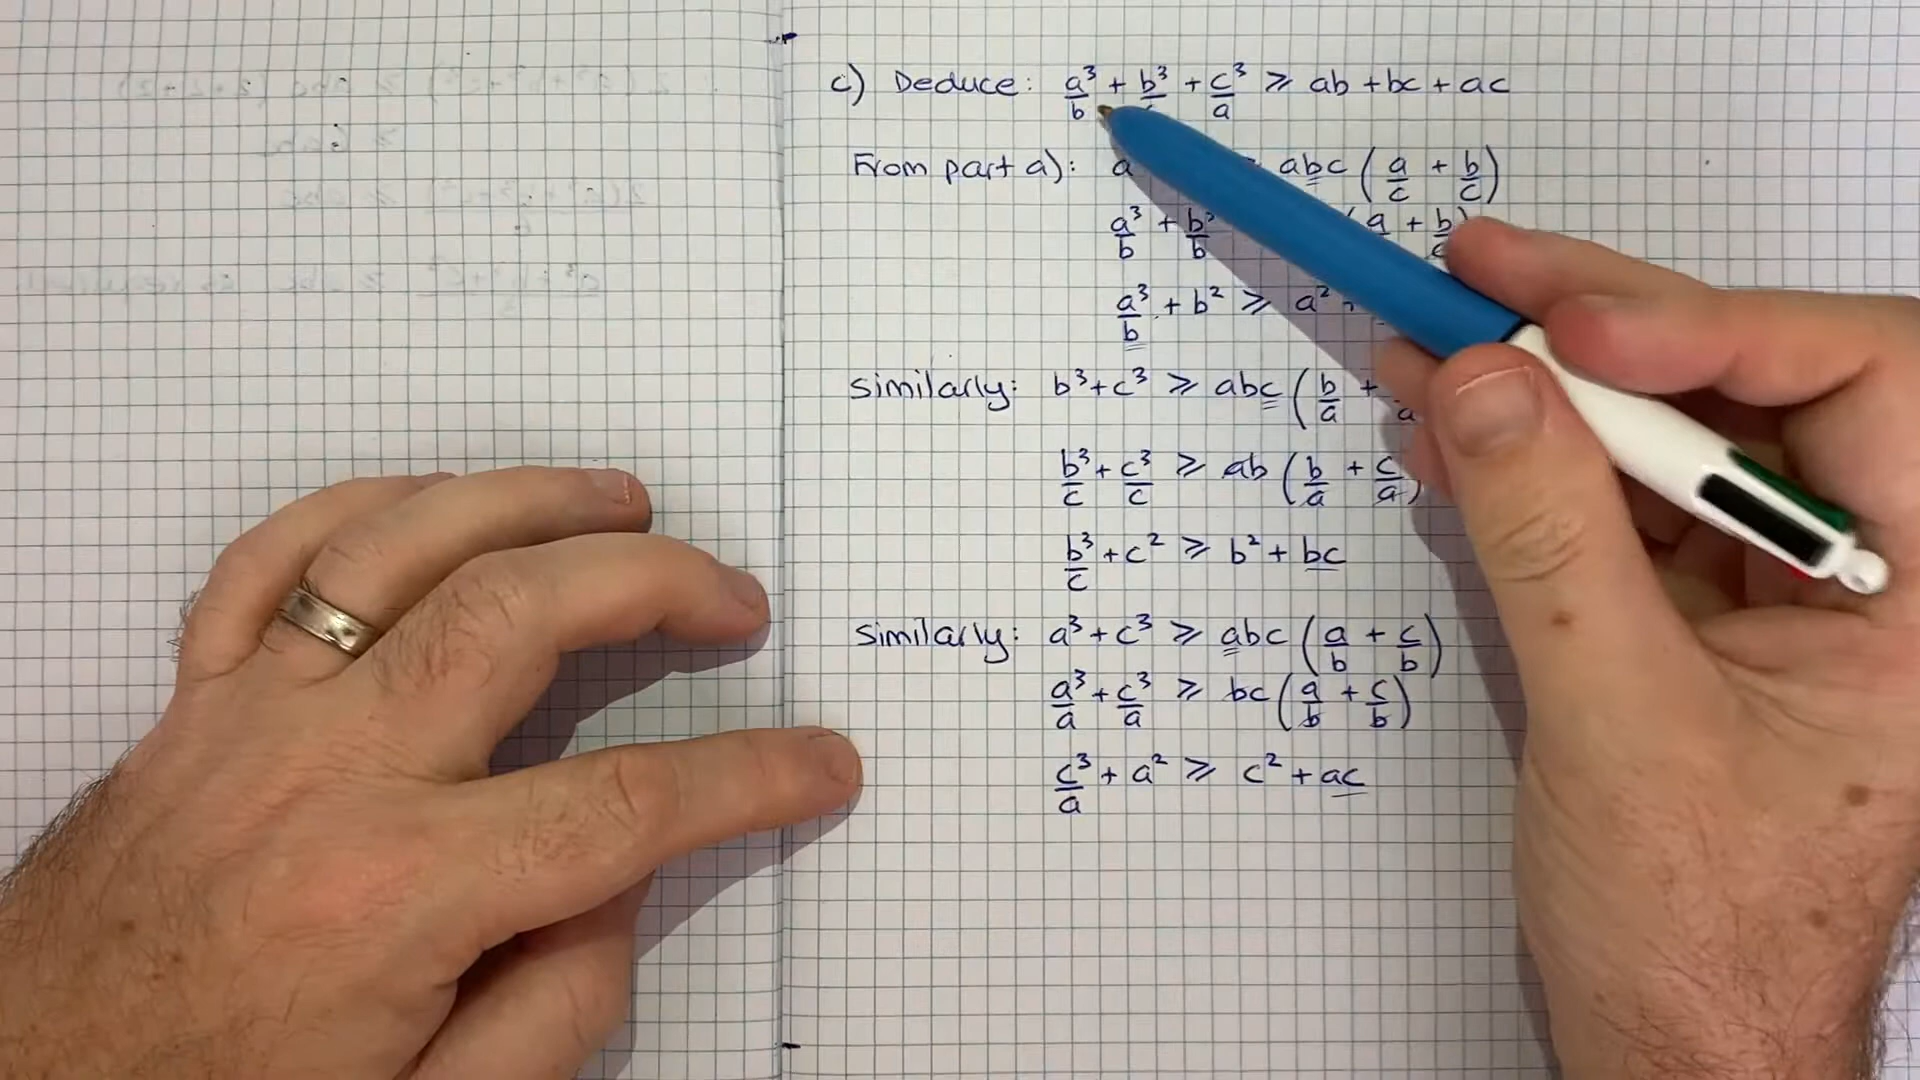 c) Deduce: a³/b + b³/ + c³/a ⩾ ab + bc + ac
From part a): a abc (a/c + b/c)
a³/b + b³/b (a + b
a³/b + b² ⩾ a²
Similarly: b³ + c³ ⩾ abc (b/a + /a
b³/c + c³/c ⩾ ab (b/a + c/a)
b³/c + c² ⩾ b² + bc
Similarly: a³ + c³ ⩾ abc (a/b + c/b)
a³/a + c³/a ⩾ bc (a/b + c/b)
c³/a + a² ⩾ c² + ac